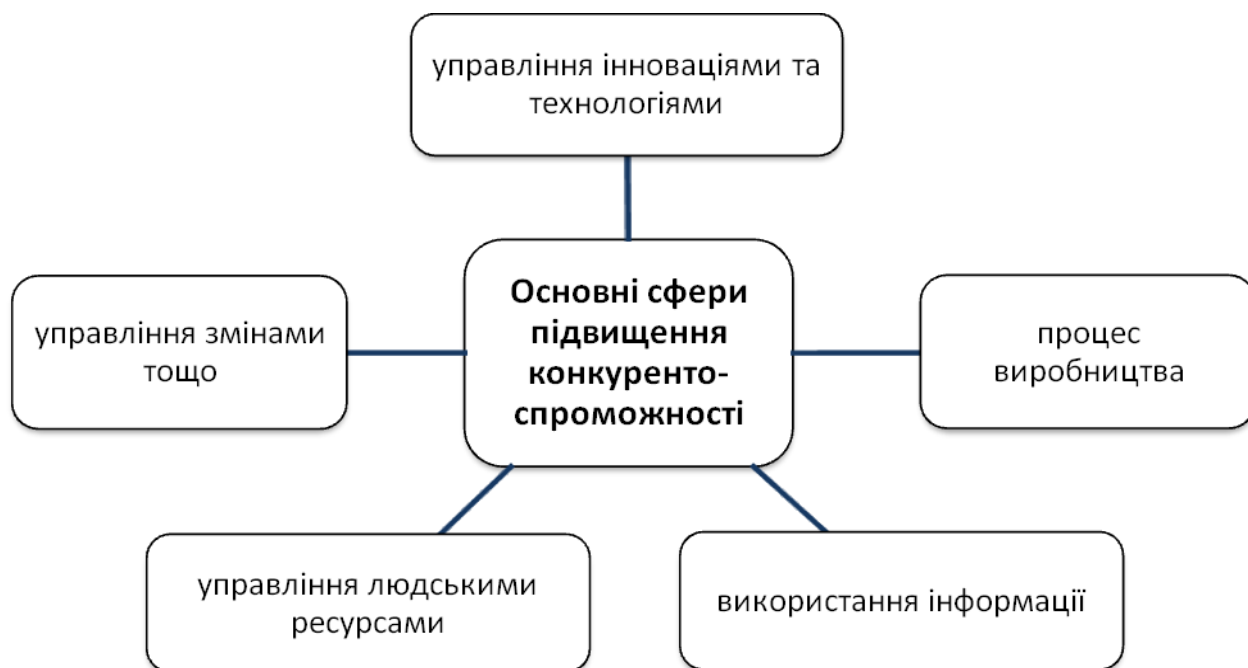 управління інноваціями та
технологіями
Основні сфери
підвищення
конкуренто-
спроможності
управління змінами
тощо
процес
виробництва
управління людськими
ресурсами
використання інформації